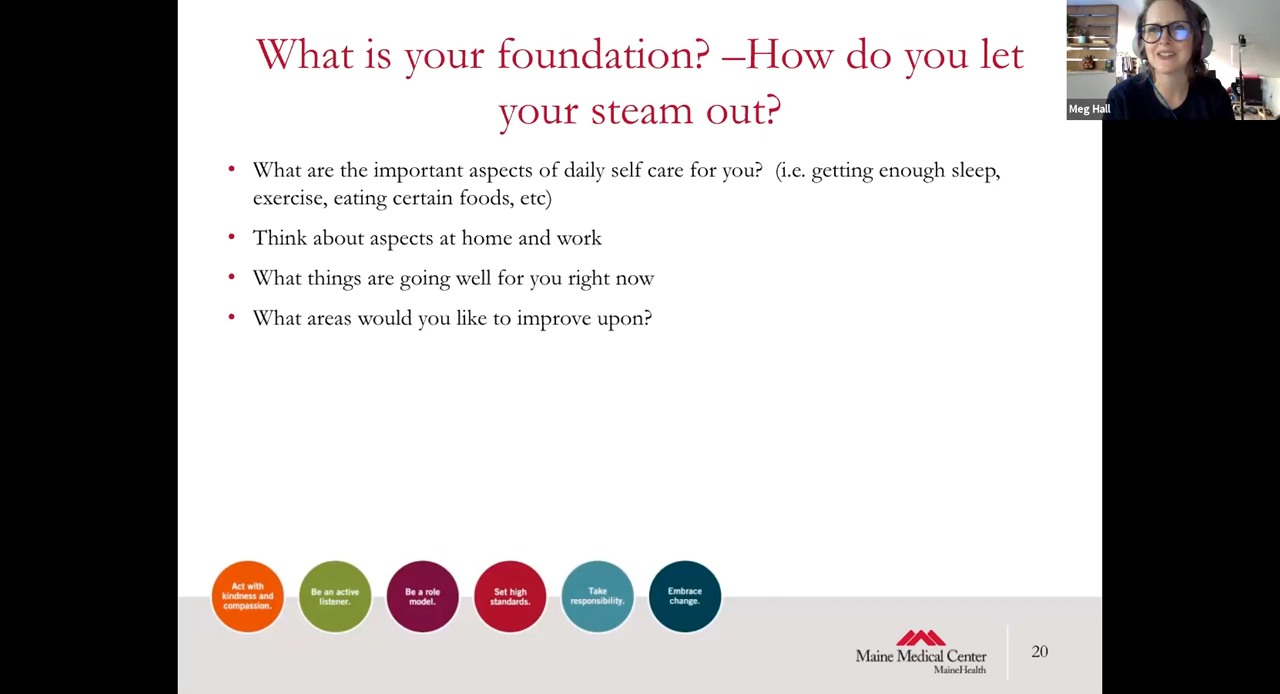 What is your foundation? –How do you let
your steam out?
Meg Hall
• What are the important aspects of daily self care for you? (i.e. getting enough sleep,
exercise, eating certain foods, etc)
• Think about aspects at home and work
• What things are going well for you right now
• What areas would you like to improve upon?
Act with
kindness and
compassion.
Be an active
listener.
Be a role
model.
Set high
standards.
Take
responsibility.
Embrace
change.
Maine Medical Center
MaineHealth
20